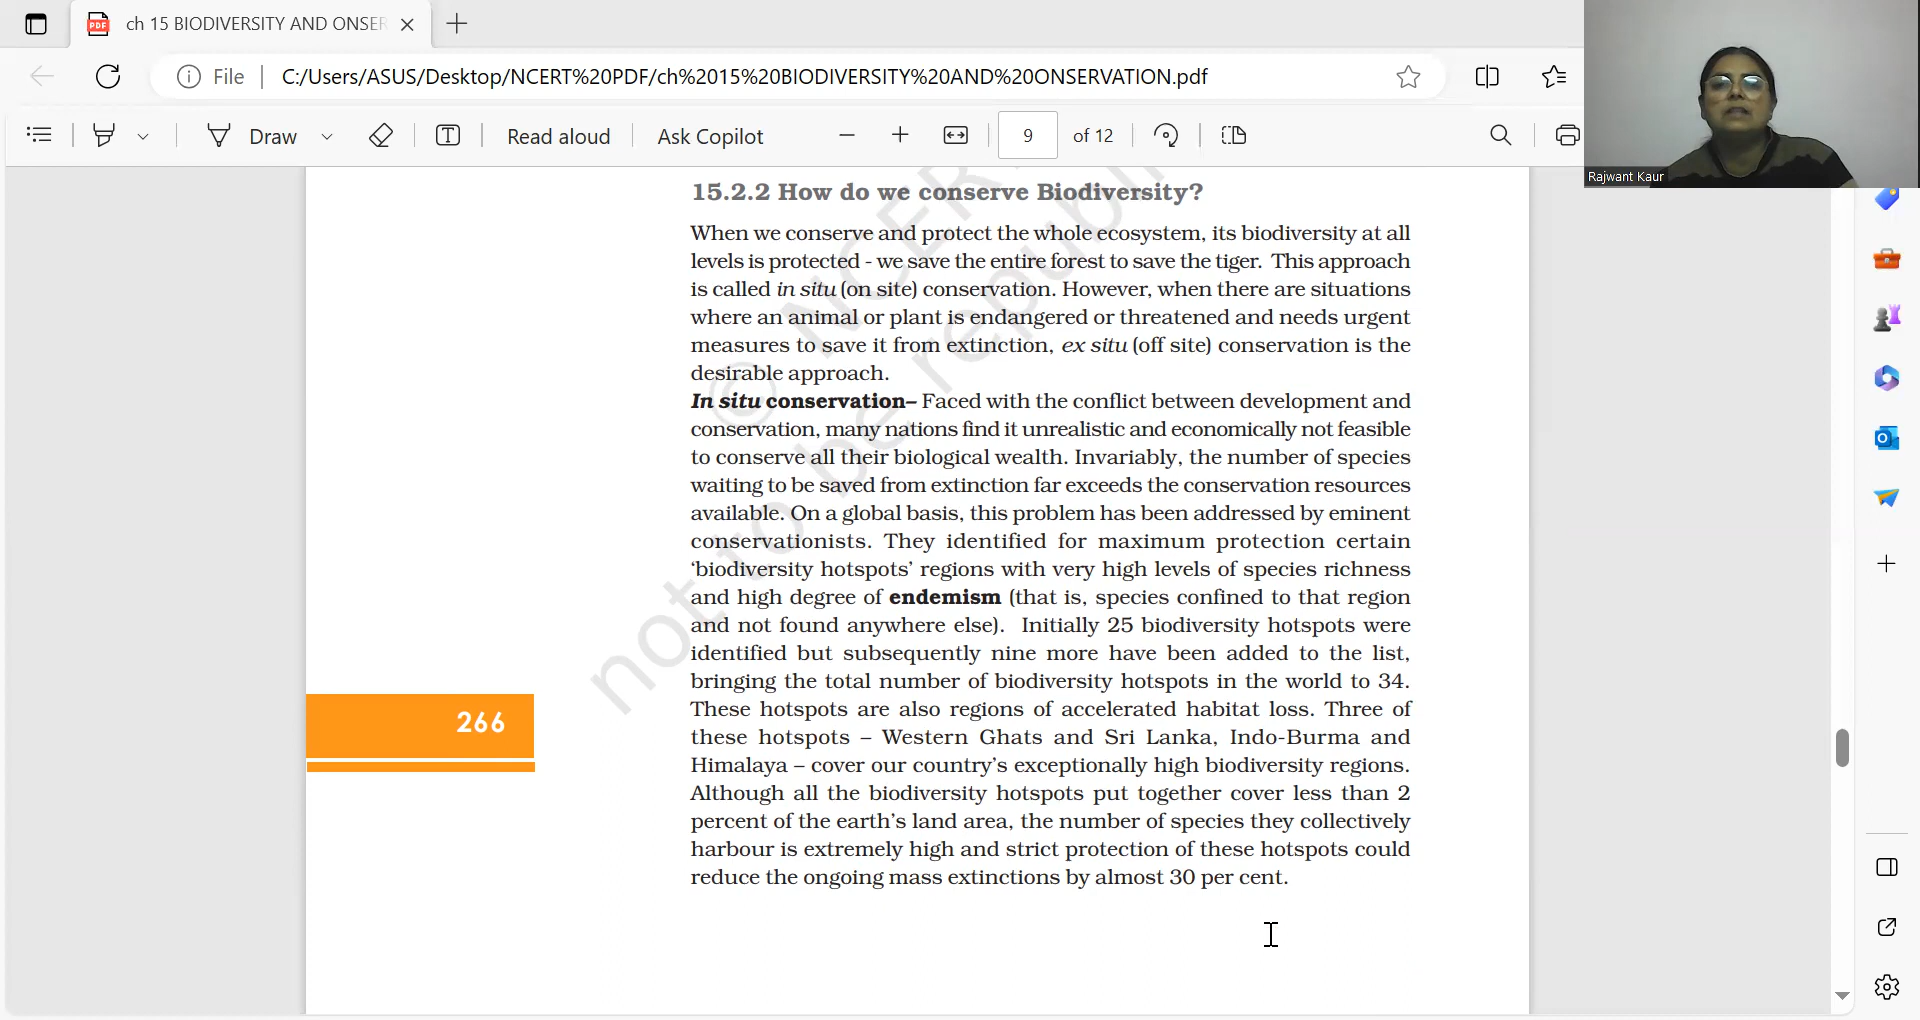 ch 15 BIODIVERSITY AND ONSER
File
C:/Users/ASUS/Desktop/NCERT%20PDF/ch%2015%20BIODIVERSITY%20AND%20ONSERVATION.pdf
Draw
Read aloud
Ask Copilot
9 of 12
Rajwant Kaur
15.2.2 How do we conserve Biodiversity?
When we conserve and protect the whole ecosystem, its biodiversity at all
levels is protected - we save the entire forest to save the tiger. This approach
is called in situ (on site) conservation. However, when there are situations
where an animal or plant is endangered or threatened and needs urgent
measures to save it from extinction, ex situ (off site) conservation is the
desirable approach.
In situ conservation– Faced with the conflict between development and
conservation, many nations find it unrealistic and economically not feasible
to conserve all their biological wealth. Invariably, the number of species
waiting to be saved from extinction far exceeds the conservation resources
available. On a global basis, this problem has been addressed by eminent
conservationists. They identified for maximum protection certain
‘biodiversity hotspots’ regions with very high levels of species richness
and high degree of endemism (that is, species confined to that region
and not found anywhere else). Initially 25 biodiversity hotspots were
identified but subsequently nine more have been added to the list,
bringing the total number of biodiversity hotspots in the world to 34.
These hotspots are also regions of accelerated habitat loss. Three of
these hotspots – Western Ghats and Sri Lanka, Indo-Burma and
Himalaya – cover our country’s exceptionally high biodiversity regions.
Although all the biodiversity hotspots put together cover less than 2
percent of the earth’s land area, the number of species they collectively
harbour is extremely high and strict protection of these hotspots could
reduce the ongoing mass extinctions by almost 30 per cent.
266
© NCER
not to be republi